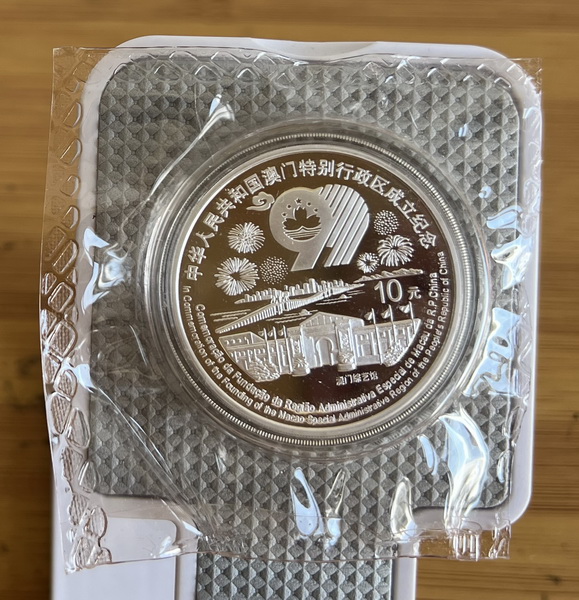 中华人民共和国澳门特别行政区成立纪念
10元
澳门综艺馆
Comemoração da Fundação da Região Administrativa Especial de Macau da R.P.China
In Commemoration of the Founding of the Macao Special Administrative Region of the People's Republic of China